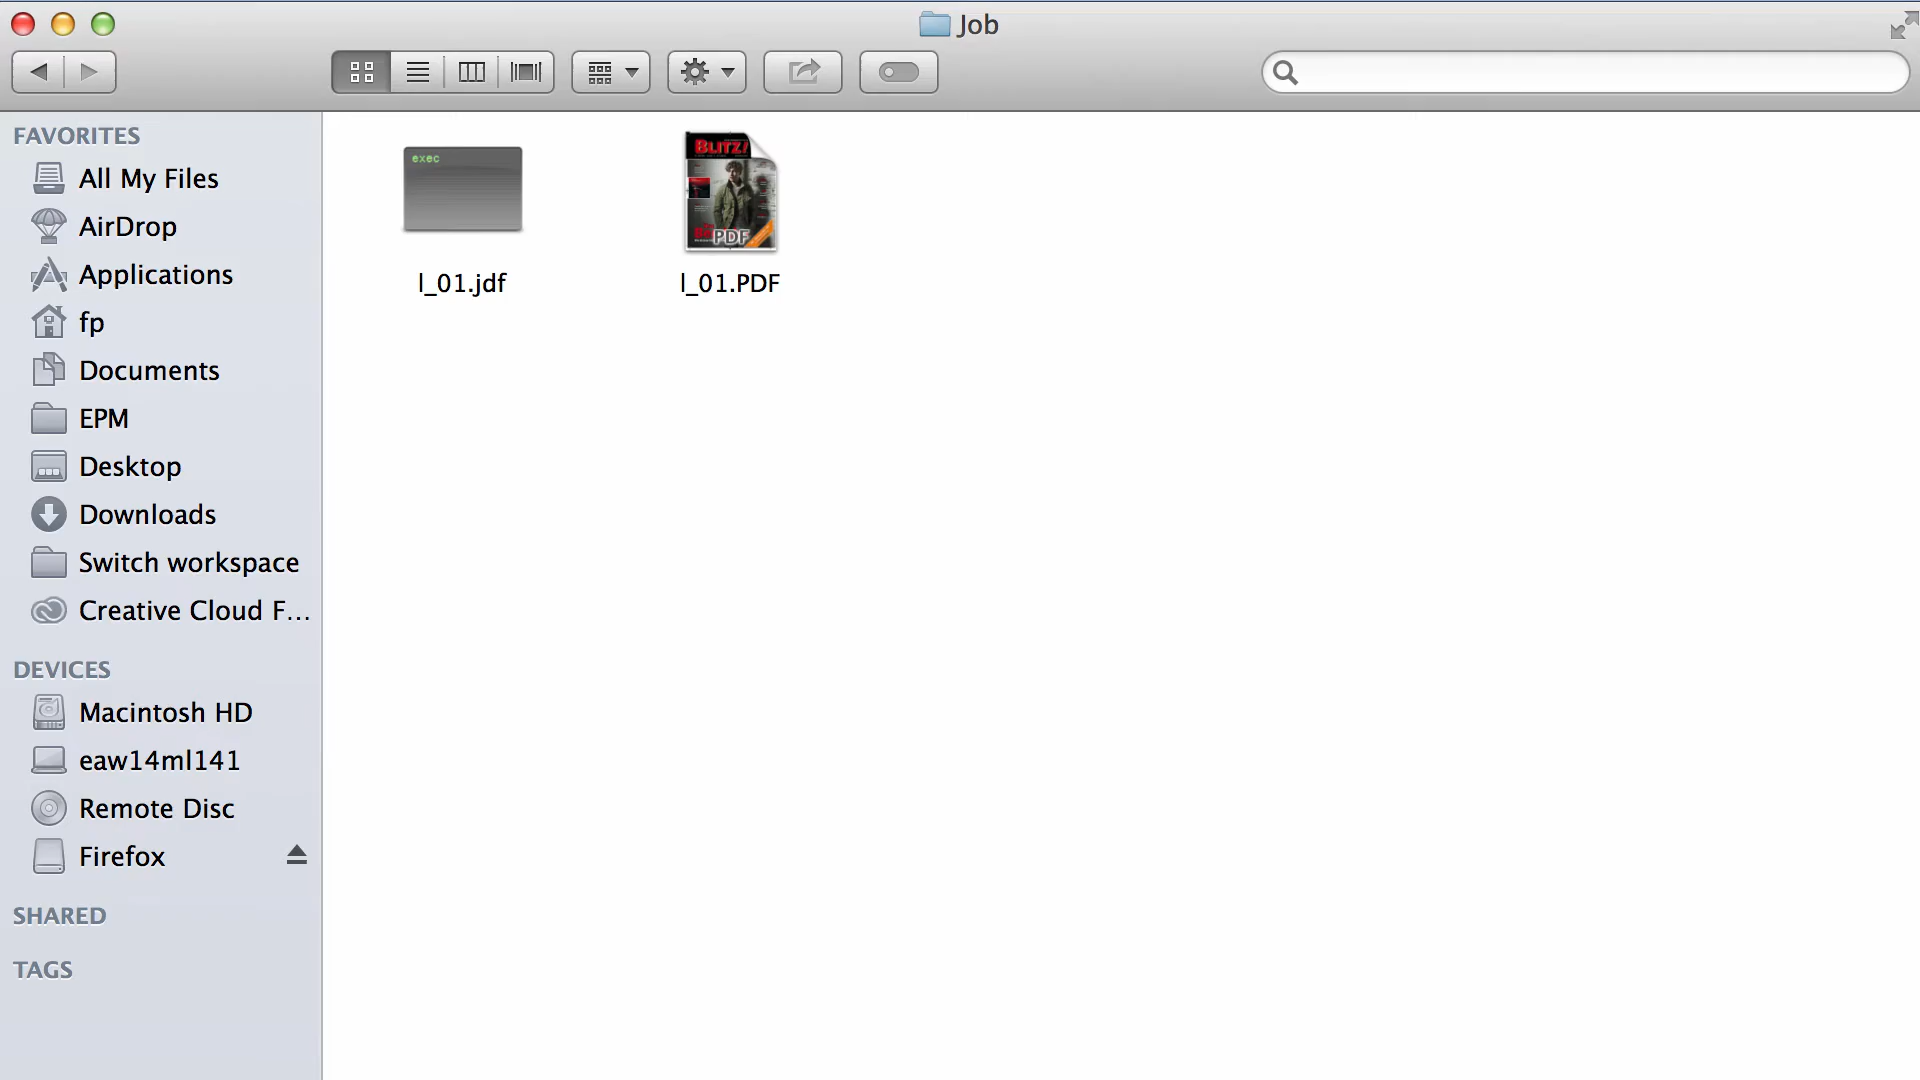 Job
FAVORITES
All My Files
AirDrop
Applications
fp
Documents
EPM
Desktop
Downloads
Switch workspace
Creative Cloud F...
DEVICES
Macintosh HD
eaw14ml141
Remote Disc
Firefox
SHARED
TAGS
exec
l_01.jdf
BLITZ!
PDF
l_01.PDF